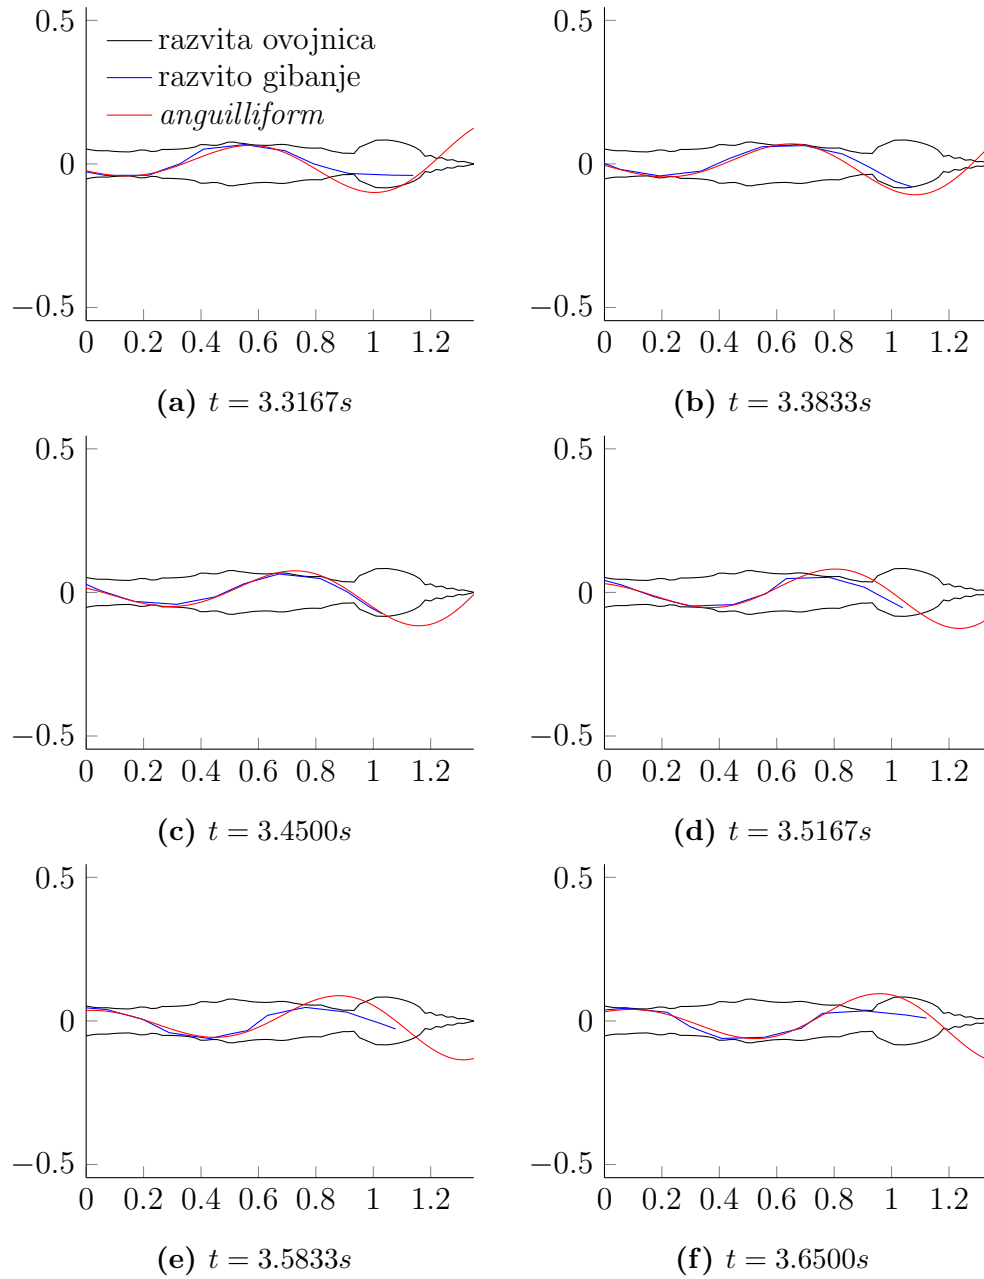 0.5
razvita ovojnica
razvito gibanje
anguilliform
0
−0.5
0 0.2 0.4 0.6 0.8 1 1.2
(a) t = 3.3167s
0.5
0
−0.5
0 0.2 0.4 0.6 0.8 1 1.2
(b) t = 3.3833s
0.5
0
−0.5
0 0.2 0.4 0.6 0.8 1 1.2
(c) t = 3.4500s
0.5
0
−0.5
0 0.2 0.4 0.6 0.8 1 1.2
(d) t = 3.5167s
0.5
0
−0.5
0 0.2 0.4 0.6 0.8 1 1.2
(e) t = 3.5833s
0.5
0
−0.5
0 0.2 0.4 0.6 0.8 1 1.2
(f) t = 3.6500s